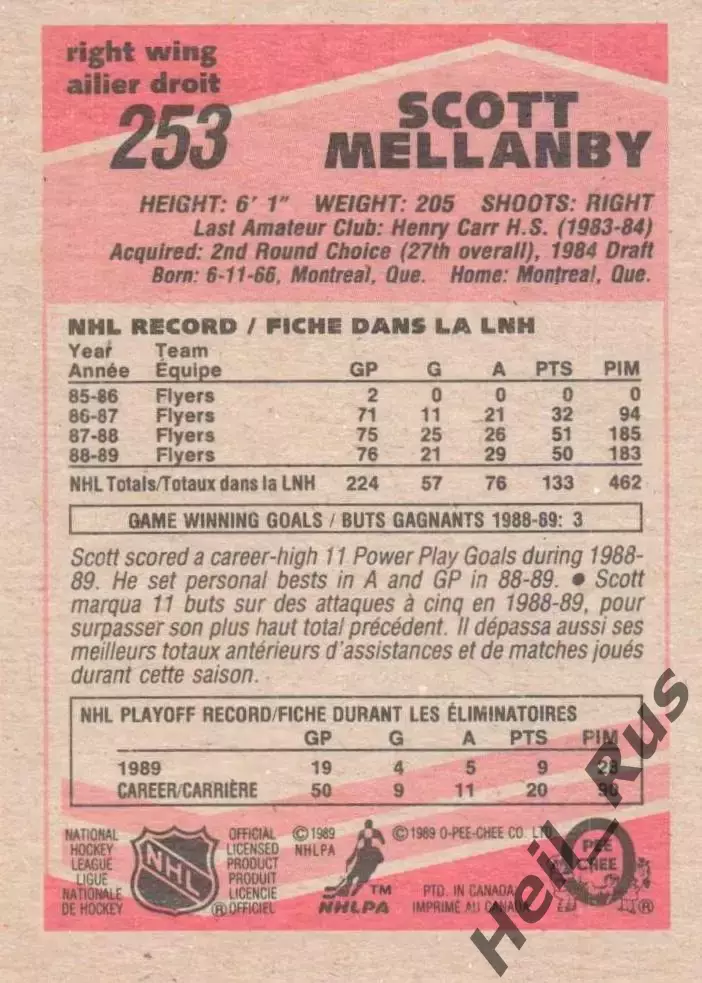 right wing
ailier droit
253
SCOTT
MELLANBY
HEIGHT: 6' 1" WEIGHT: 205 SHOOTS: RIGHT
Last Amateur Club: Henry Carr H.S. (1983-84)
Acquired: 2nd Round Choice (27th overall), 1984 Draft
Born: 6-11-66, Montreal, Que. Home: Montreal, Que.
NHL RECORD / FICHE DANS LA LNH
Year Team
Année Équipe GP G A PTS PIM
85-86 Flyers 2 0 0 0 0
86-87 Flyers 71 11 21 32 94
87-88 Flyers 75 25 26 51 185
88-89 Flyers 76 21 29 50 183
NHL Totals/Totaux dans la LNH 224 57 76 133 462
GAME WINNING GOALS / BUTS GAGNANTS 1988-89: 3
Scott scored a career-high 11 Power Play Goals during 1988-
89. He set personal bests in A and GP in 88-89. ● Scott
marqua 11 buts sur des attaques à cinq en 1988-89, pour
surpasser son plus haut total précédent. Il dépassa aussi ses
meilleurs totaux antérieurs d'assistances et de matches joués
durant cette saison.
NHL PLAYOFF RECORD/FICHE DURANT LES ÉLIMINATOIRES
GP G A PTS PIM
1989 19 4 5 9 28
CAREER/CARRIÈRE 50 9 11 20 90
NATIONAL
HOCKEY
LEAGUE
LIGUE
NATIONALE
DE HOCKEY
NHL
OFFICIAL
LICENSED
PRODUCT
PRODUIT
LICENCIE
®OFFICIEL
©1989
NHLPA
TM
NHLPA
©1989 O-PEE-CHEE CO. LTD.
PTD. IN CANADA
IMPRIMÉ AU CANADA
O
PEE
CHEE
®
Heik_Rus